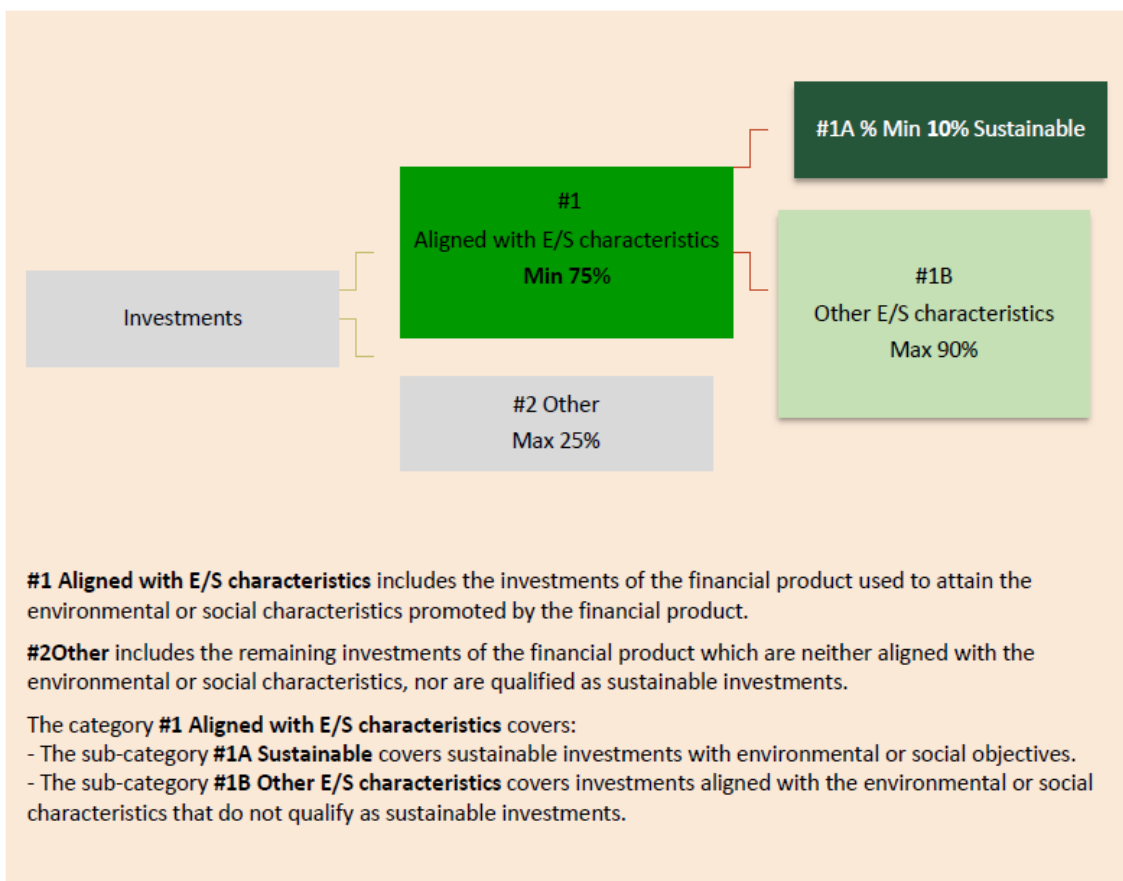 #1A % Min 10% Sustainable
#1
Aligned with E/S characteristics
Min 75%
Investments
#1B
Other E/S characteristics
Max 90%
#2 Other
Max 25%
#1 Aligned with E/S characteristics includes the investments of the financial product used to attain the
environmental or social characteristics promoted by the financial product.
#2Other includes the remaining investments of the financial product which are neither aligned with the
environmental or social characteristics, nor are qualified as sustainable investments.
The category #1 Aligned with E/S characteristics covers:
- The sub-category #1A Sustainable covers sustainable investments with environmental or social objectives.
- The sub-category #1B Other E/S characteristics covers investments aligned with the environmental or social
characteristics that do not qualify as sustainable investments.